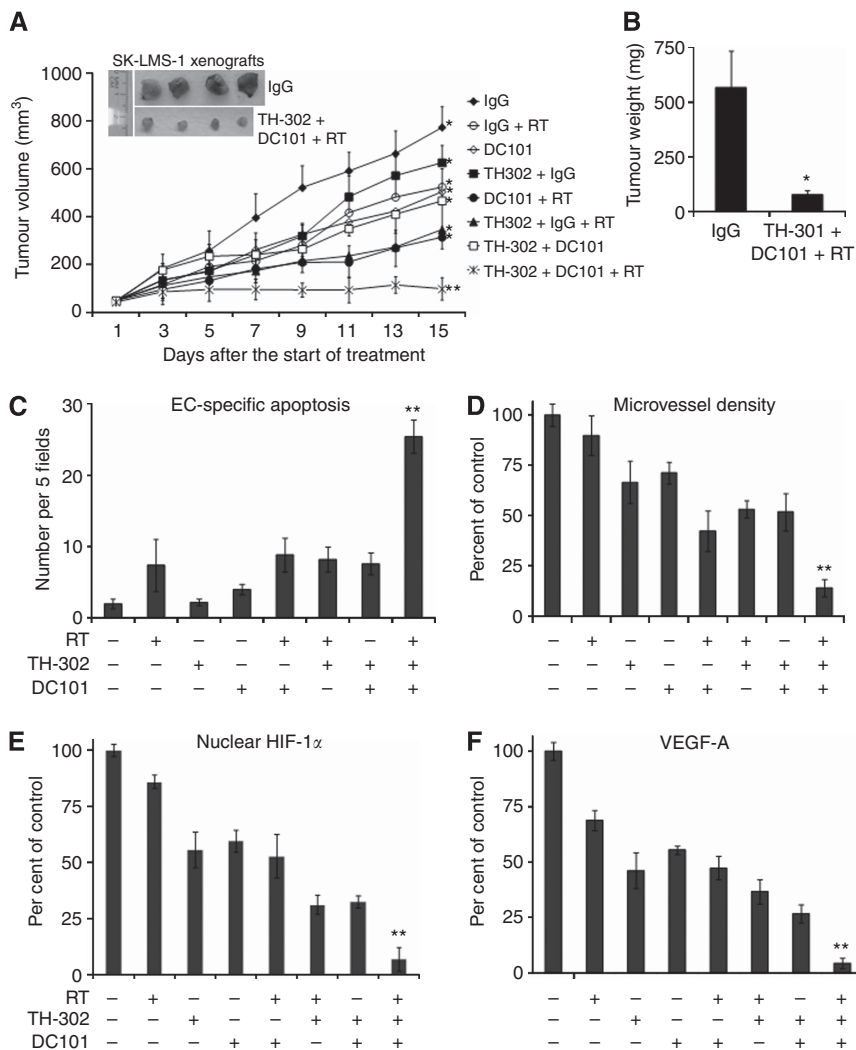 A
SK-LMS-1 xenografts
IgG
TH-302 +
DC101 + RT
Tumour volume (mm3)
1000
800
600
400
200
0
1 3 5 7 9 11 13 15
Days after the start of treatment
*
*
*
*
*
*
*
**
IgG
IgG + RT
DC101
TH302 + IgG
DC101 + RT
TH302 + IgG + RT
TH-302 + DC101
TH-302 + DC101 + RT
B
Tumour weight (mg)
750
500
250
0
*
IgG
TH-301 +
DC101 + RT
C
EC-specific apoptosis
Number per 5 fields
30
20
10
0
**
RT – + – – + + – +
TH-302 – – + – – + + +
DC101 – – – + + – + +
D
Microvessel density
Percent of control
100
75
50
25
0
**
– + – – + + – +
– – + – – + + +
– – – + + – + +
E
Nuclear HIF-1α
Per cent of control
100
75
50
25
0
**
RT – + – – + + – +
TH-302 – – + – – + + +
DC101 – – – + + – + +
F
VEGF-A
Per cent of control
100
75
50
25
0
**
– + – – + + – +
– – + – – + + +
– – – + + – + +